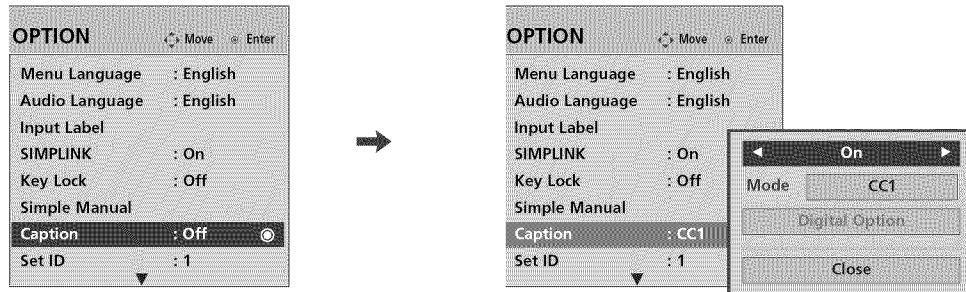 OPTION Move Enter
Menu Language : English
Audio Language : English
Input Label
SIMPLINK : On
Key Lock : Off
Simple Manual
Caption : Off
Set ID : 1
OPTION Move Enter
Menu Language : English
Audio Language : English
Input Label
SIMPLINK : On
Key Lock : Off
Simple Manual
Caption : CC1
Set ID : 1
On
Mode CC1
Digital Option
Close